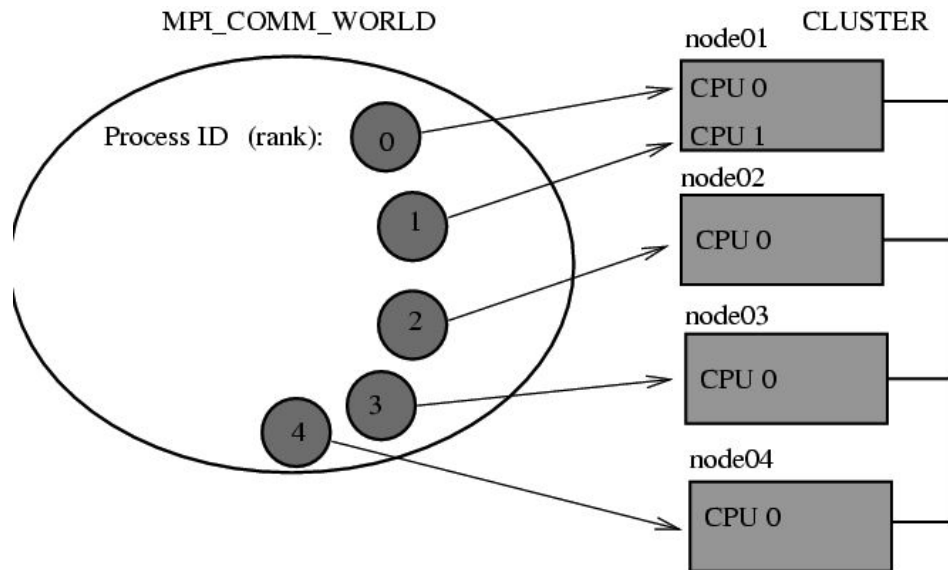 MPI_COMM_WORLD
CLUSTER
node01
CPU 0
CPU 1
Process ID (rank):
0
1
2
3
4
node02
CPU 0
node03
CPU 0
node04
CPU 0